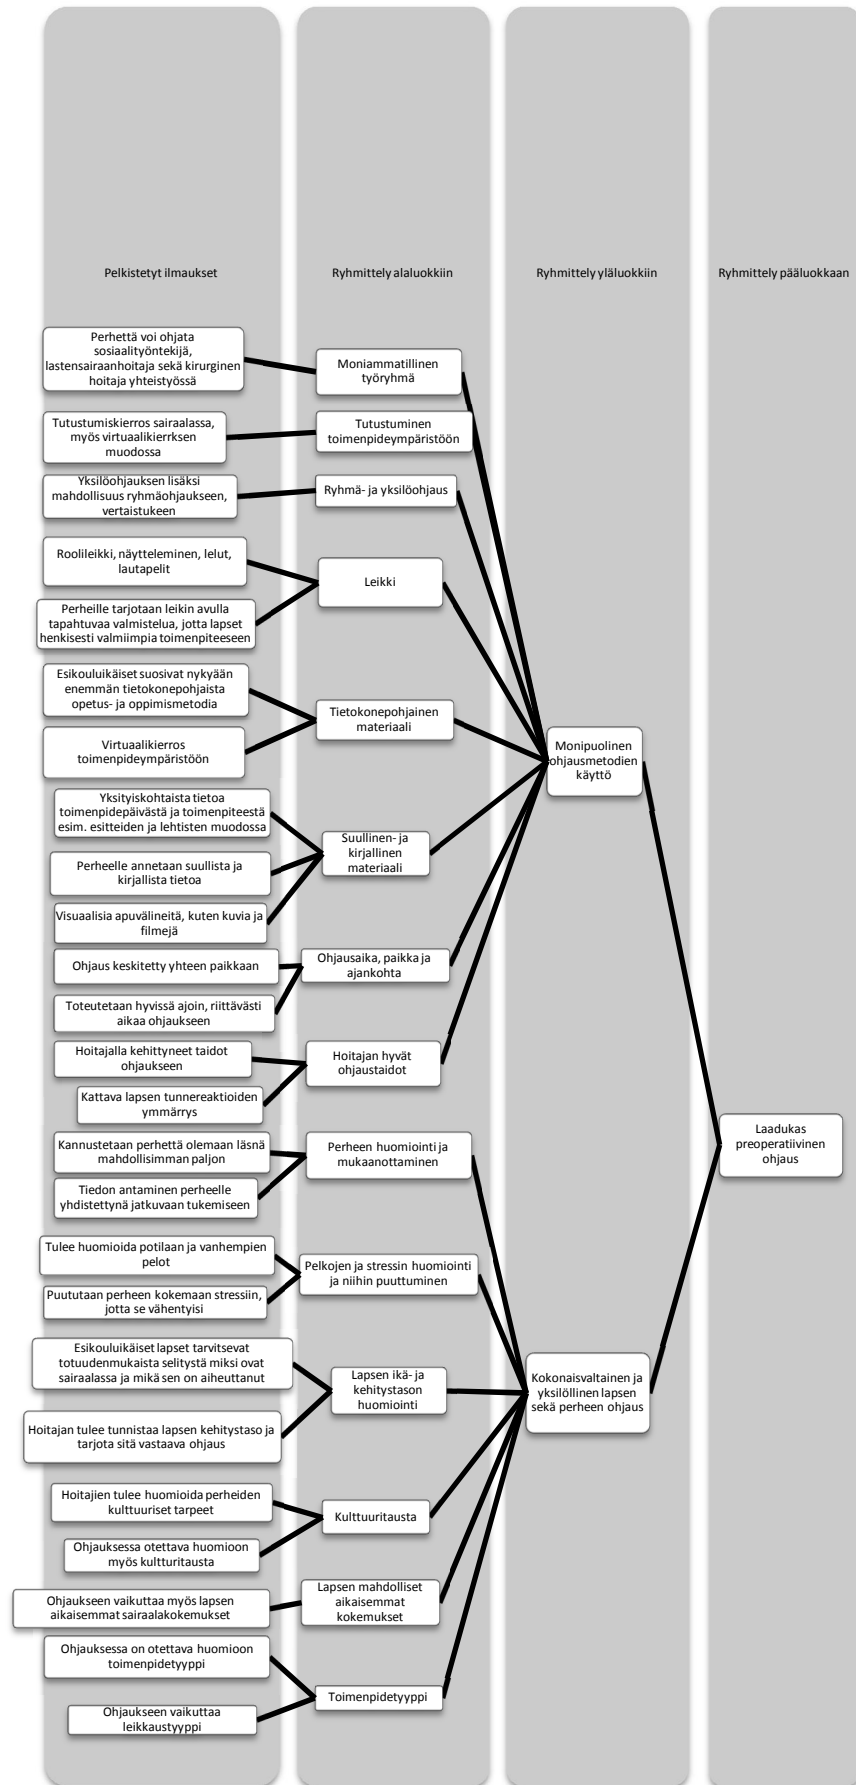 Pelkistetyt ilmaukset
Ryhmittely alaluokkiin
Ryhmittely yläluokkiin
Ryhmittely pääluokkaan
Perhettä voi ohjata
sosiaalityöntekijä,
lastensairaanhoitaja sekä kirurginen
hoitaja yhteistyössä
Moniammatillinen
työryhmä
Tutustumiskierros sairaalassa,
myös virtuaalikierrksen
muodossa
Tutustuminen
toimenpideympäristöön
Yksilöohjauksen lisäksi
mahdollisuus ryhmäohjaukseen,
vertaistukeen
Ryhmä- ja yksilöohjaus
Roolileikki, näytteleminen, lelut,
lautapelit
Leikki
Perheille tarjotaan leikin avulla
tapahtuvaa valmistelua, jotta lapset
henkisesti valmiimpia toimenpiteeseen
Esikouluikäiset suosivat nykyään
enemmän tietokonepohjaista
opetus- ja oppimismetodia
Tietokonepohjainen
materiaali
Virtuaalikierros
toimenpideympäristöön
Monipuolinen
ohjausmetodien
käyttö
Yksityiskohtaista tietoa
toimenpidepäivästä ja toimenpiteestä
esim. esitteiden ja lehtisten muodossa
Suullinen- ja
kirjallinen
materiaali
Perheelle annetaan suullista ja
kirjallista tietoa
Visuaalisia apuvälineitä, kuten kuvia ja
filmejä
Ohjaus keskitetty yhteen paikkaan
Ohjausaika, paikka ja
ajankohta
Toteutetaan hyvissä ajoin, riittävästi
aikaa ohjaukseen
Hoitajalla kehittyneet taidot
ohjaukseen
Hoitajan hyvät
ohjaustaidot
Kattava lapsen tunnereaktioiden
ymmärrys
Kannustetaan perhettä olemaan läsnä
mahdollisimman paljon
Perheen huomiointi ja
mukaanottaminen
Laadukas
preoperatiivinen
ohjaus
Tiedon antaminen perheelle
yhdistettynä jatkuvaan tukemiseen
Tulee huomioida potilaan ja vanhempien
pelot
Pelkojen ja stressin huomiointi
ja niihin puuttuminen
Puututaan perheen kokemaan stressiin,
jotta se vähentyisi
Esikouluikäiset lapset tarvitsevat
totuudenmukaista selitystä miksi ovat
sairaalassa ja mikä sen on aiheuttanut
Lapsen ikä- ja
kehitystason
huomiointi
Kokonaisvaltainen ja
yksilöllinen lapsen
sekä perheen ohjaus
Hoitajan tulee tunnistaa lapsen kehitystaso ja
tarjota sitä vastaava ohjaus
Hoitajien tulee huomioida perheiden
kulttuuriset tarpeet
Kulttuuritausta
Ohjauksessa otettava huomioon
myös kultturitausta
Ohjaukseen vaikuttaa myös lapsen
aikaisemmat sairaalakokemukset
Lapsen mahdolliset
aikaisemmat
kokemukset
Ohjauksessa on otettava huomioon
toimenpidetyyppi
Toimenpidetyyppi
Ohjaukseen vaikuttaa
leikkaustyyppi